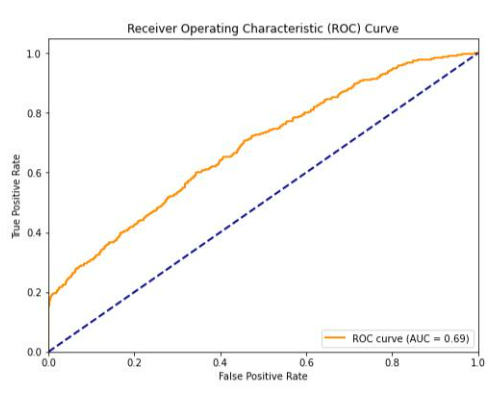 Receiver Operating Characteristic (ROC) Curve
True Positive Rate
1.0
0.8
0.6
0.4
0.2
0.0
ROC curve (AUC = 0.69)
0.0 0.2 0.4 0.6 0.8 1.0
False Positive Rate